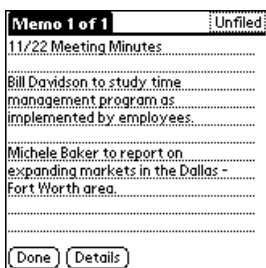 Memo 1 of 1 Unfiled
11/22 Meeting Minutes
Bill Davidson to study time
management program as
implemented by employees.
Michele Baker to report on
expanding markets in the Dallas -
Fort Worth area.
Done Details